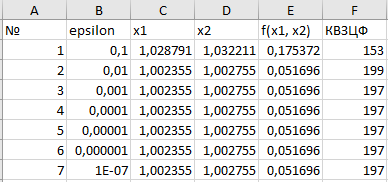 A B C D E F
№ epsilon x1 x2 f(x1, x2) КВЗЦФ
1 0,1 1,028791 1,032211 0,175372 153
2 0,01 1,002355 1,002755 0,051696 199
3 0,001 1,002355 1,002755 0,051696 197
4 0,0001 1,002355 1,002755 0,051696 197
5 0,00001 1,002355 1,002755 0,051696 197
6 0,000001 1,002355 1,002755 0,051696 197
7 1E-07 1,002355 1,002755 0,051696 197